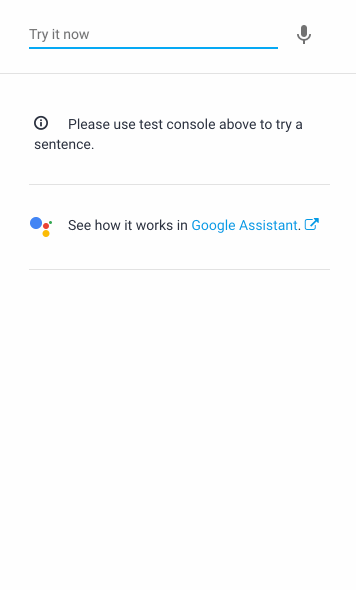 Try it now
Please use test console above to try a
sentence.
See how it works in Google Assistant.